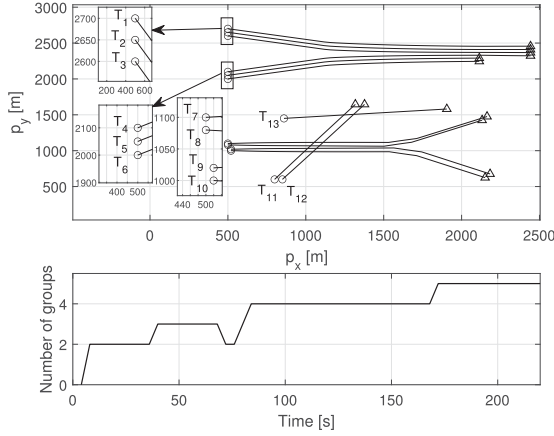 3000
2500
2000
1500
1000
500
p_y [m]
2700
2650
2600
200 400 600
T_1
T_2
T_3
2100
2000
1900
400 500
T_4
T_5
T_6
1100
1050
1000
440 500
T_7
T_8
T_9
T_10
T_13
T_11 T_12
0 500 1000 1500 2000 2500
p_x [m]
Number of groups
4
2
0
0 50 100 150 200
Time [s]